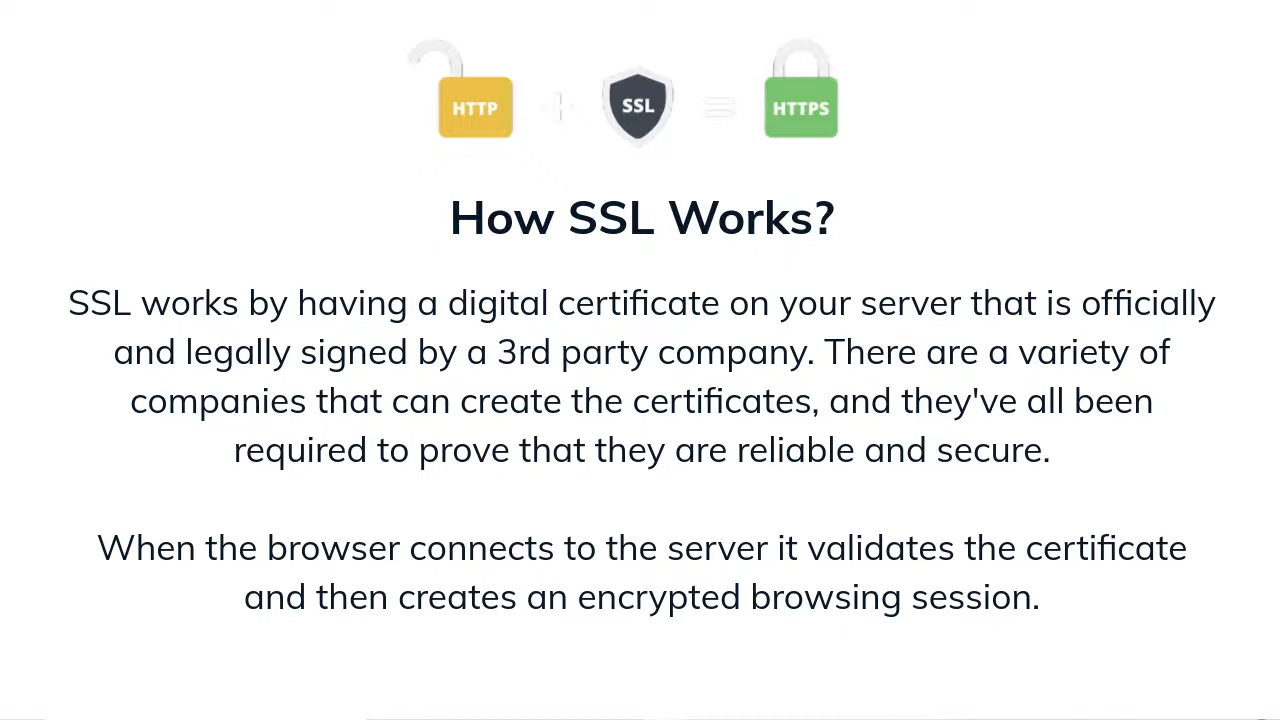 HTTP + SSL = HTTPS
How SSL Works?
SSL works by having a digital certificate on your server that is officially
and legally signed by a 3rd party company. There are a variety of
companies that can create the certificates, and they've all been
required to prove that they are reliable and secure.
When the browser connects to the server it validates the certificate
and then creates an encrypted browsing session.